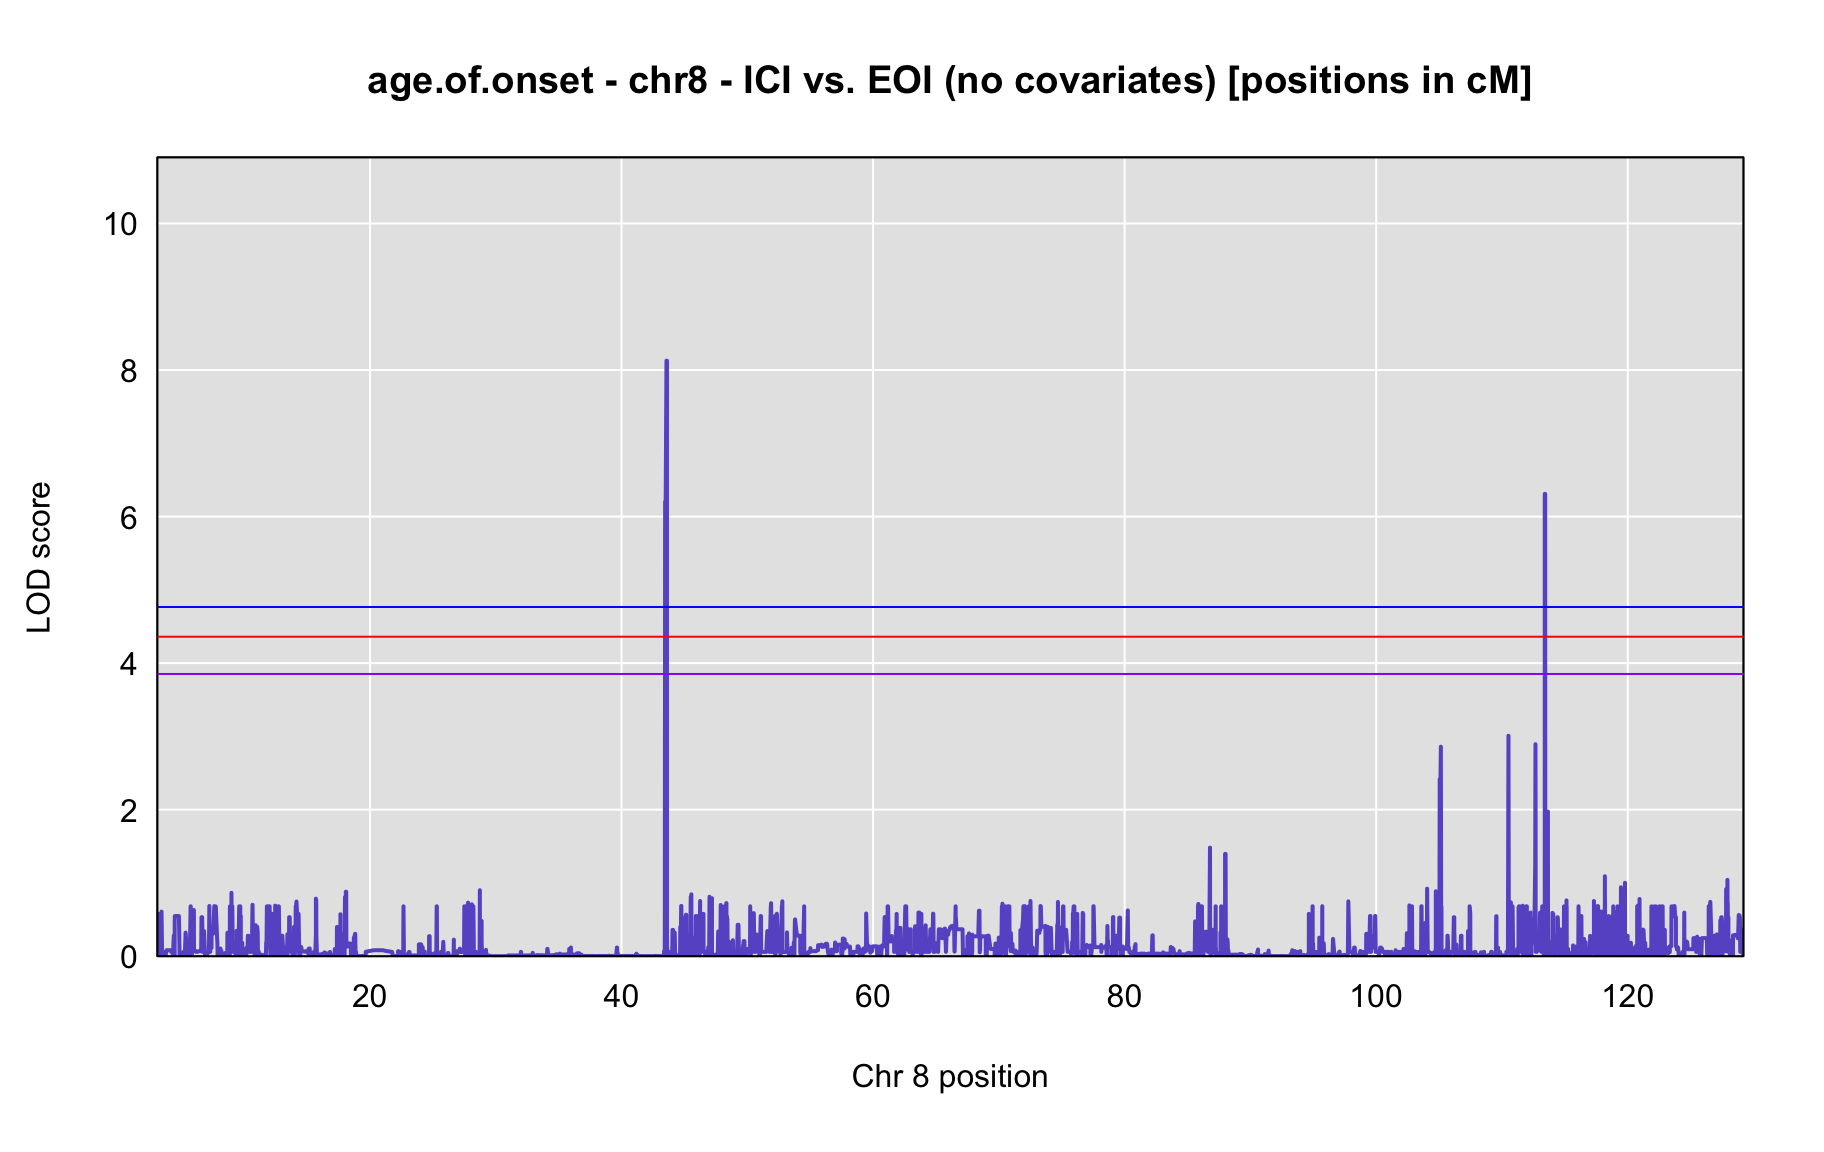 age.of.onset - chr8 - ICI vs. EOI (no covariates) [positions in cM]
10
8
6
4
2
0
LOD score
20 40 60 80 100 120
Chr 8 position